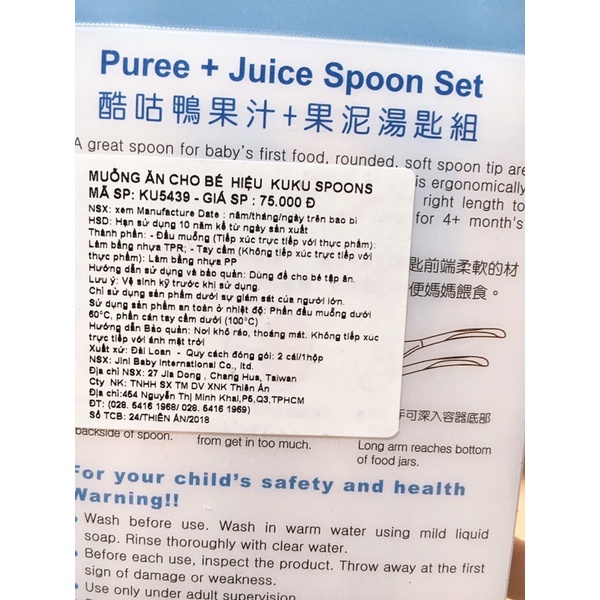 Puree + Juice Spoon Set
酷咕鴨果汁+果泥湯匙組
A great spoon for baby's first food, rounded, soft spoon tip are
is ergonomically
right length to
for 4+ month's
MUỖNG ĂN CHO BÉ HIỆU KUKU SPOONS
MÃ SP: KU5439 - GIÁ SP : 75.000 Đ
NSX: xem Manufacture Date : năm/tháng/ngày trên bao bì
HSD: Hạn sử dụng 10 năm kể từ ngày sản xuất
Thành phần: - Đầu muỗng (Tiếp xúc trực tiếp với thực phẩm):
Làm bằng nhựa TPR; - Tay cầm (Không tiếp xúc trực tiếp với
thực phẩm): Làm bằng nhựa PP
Hướng dẫn sử dụng và bảo quản: Dùng để cho bé tập ăn.
Lưu ý: Vệ sinh kỹ trước khi sử dụng.
Chỉ sử dụng sản phẩm dưới sự giám sát của người lớn.
Sử dụng sản phẩm an toàn ở nhiệt độ: Phần đầu muỗng dưới
60°C, phần cán tay cầm dưới (100°C)
Hướng dẫn Bảo quản: Nơi khô ráo, thoáng mát. Không tiếp xúc
trực tiếp với ánh mặt trời
Xuất xứ: Đài Loan - Quy cách đóng gói: 2 cái/1hộp
NSX: Jini Baby International Co., ltd.
Địa chỉ NSX: 27 Jia Dong , Chang Hua, Taiwan
Cty NK: TNHH SX TM DV XNK Thiên Ân
Địa chỉ:454 Nguyễn Thị Minh Khai,P5,Q3,TPHCM
ĐT: (028. 5416 1968/ 028. 5416 1969)
Số TCB: 24/THIÊN ÂN/2018
匙前端柔軟的材
便媽媽餵食。
手可深入容器底部
backside of spoon.
from get in too much.
Long arm reaches bottom
of food jars.
For your child's safety and health
Warning!!
• Wash before use. Wash in warm water using mild liquid
soap. Rinse thoroughly with clear water.
• Before each use, inspect the product. Throw away at the first
sign of damage or weakness.
• Use only under adult supervision.